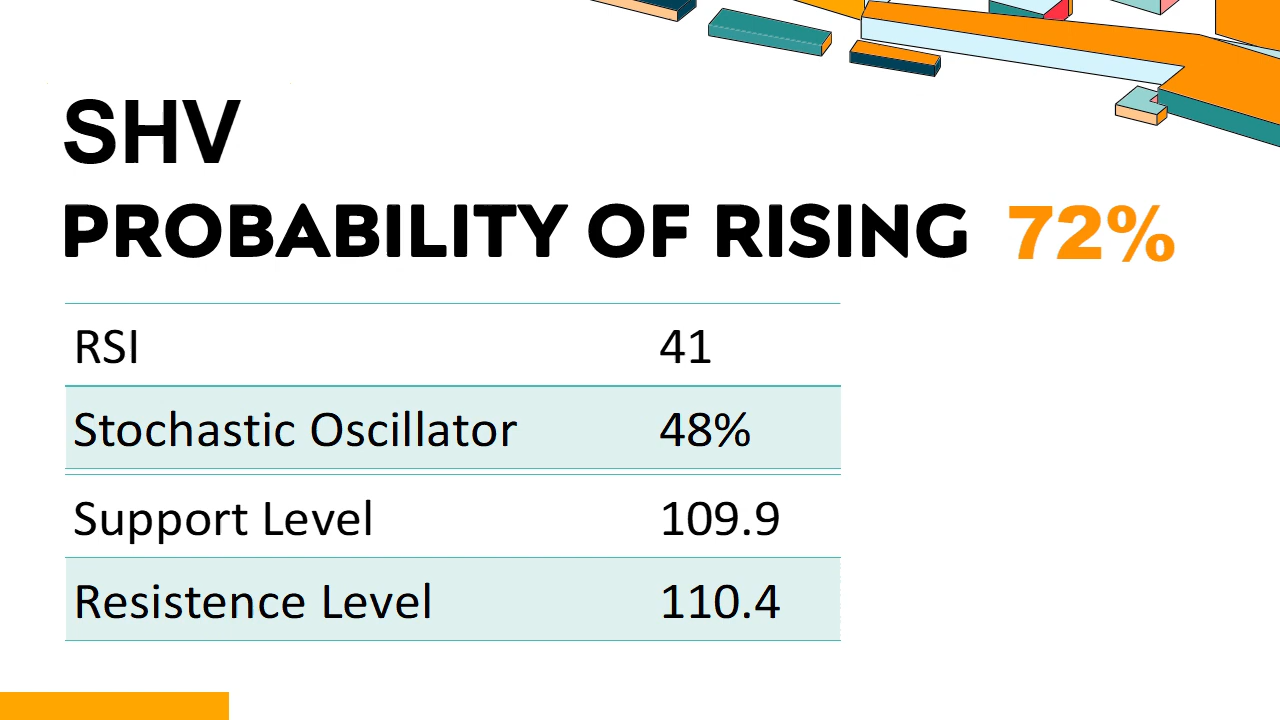 SHV
PROBABILITY OF RISING 72%
RSI 41
Stochastic Oscillator 48%
Support Level 109.9
Resistence Level 110.4